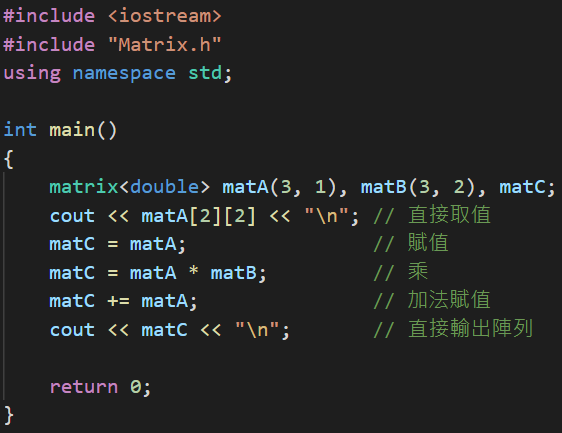 #include <iostream>
#include "Matrix.h"
using namespace std;

int main()
{
    matrix<double> matA(3, 1), matB(3, 2), matC;
    cout << matA[2][2] << "\n"; // 直接取值
    matC = matA;                // 賦值
    matC = matA * matB;         // 乘
    matC += matA;               // 加法賦值
    cout << matC << "\n";       // 直接輸出陣列

    return 0;
}